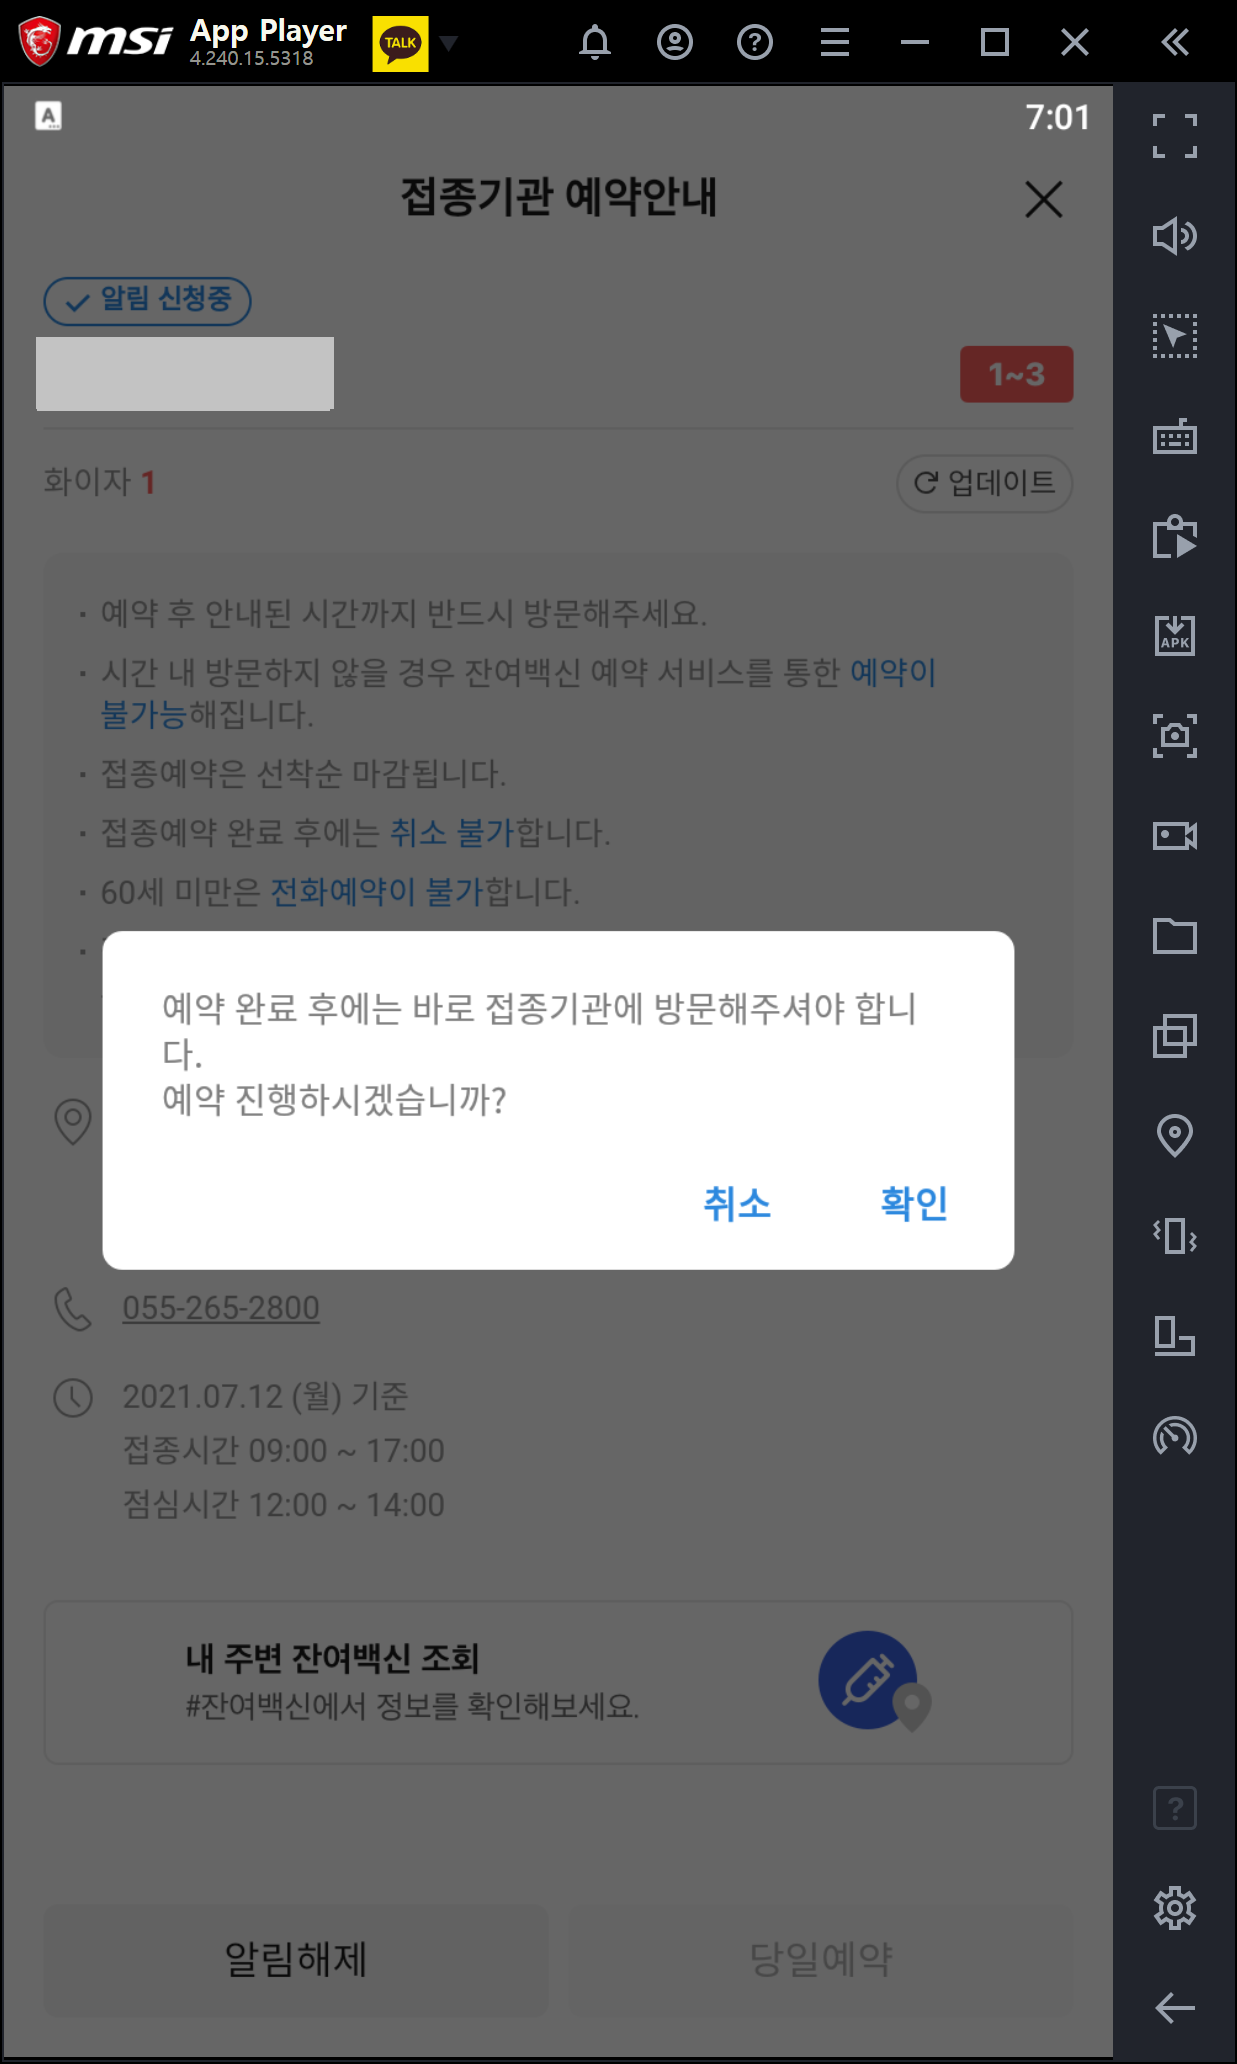 msi App Player
4.240.15.5318
TALK
A
7:01
접종기관 예약안내
알림 신청중
1~3
화이자 1
업데이트
· 예약 후 안내된 시간까지 반드시 방문해주세요.
· 시간 내 방문하지 않을 경우 잔여백신 예약 서비스를 통한 예약이
불가능해집니다.
· 접종예약은 선착순 마감됩니다.
· 접종예약 완료 후에는 취소 불가합니다.
· 60세 미만은 전화예약이 불가합니다.
·
예약 완료 후에는 바로 접종기관에 방문해주셔야 합니
다.
예약 진행하시겠습니까?
취소 확인
055-265-2800
2021.07.12 (월) 기준
접종시간 09:00 ~ 17:00
점심시간 12:00 ~ 14:00
내 주변 잔여백신 조회
#잔여백신에서 정보를 확인해보세요.
알림해제 당일예약
APK